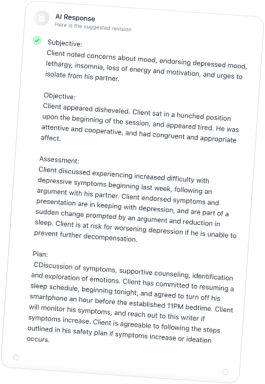 AI Response
Here is the suggested revision
Subjective:
Client noted concerns about mood, endorsing depressed mood,
lethargy, insomnia, loss of energy and motivation, and urges to
isolate from his partner.
Objective:
Client appeared disheveled. Client sat in a hunched position
upon the beginning of the session, and appeared tired. He was
attentive and cooperative, and had congruent and appropriate
affect.
Assessment:
Client discussed experiencing increased difficulty with
depressive symptoms beginning last week, following an
argument with his partner. Client endorsed symptoms and
presentation are in keeping with depression, and are part of a
sudden change prompted by an argument and reduction in
sleep. Client is at risk for worsening depression if he is unable to
prevent further decompensation.
Plan:
CDiscussion of symptoms, supportive counseling, identification
and exploration of emotions. Client has committed to resuming a
sleep schedule, beginning tonight, and agreed to turn off his
smartphone an hour before the established 11PM bedtime. Client
will monitor his symptoms, and reach out to this writer if
symptoms increase. Client is agreeable to following the steps
outlined in his safety plan if symptoms increase or ideation
occurs.